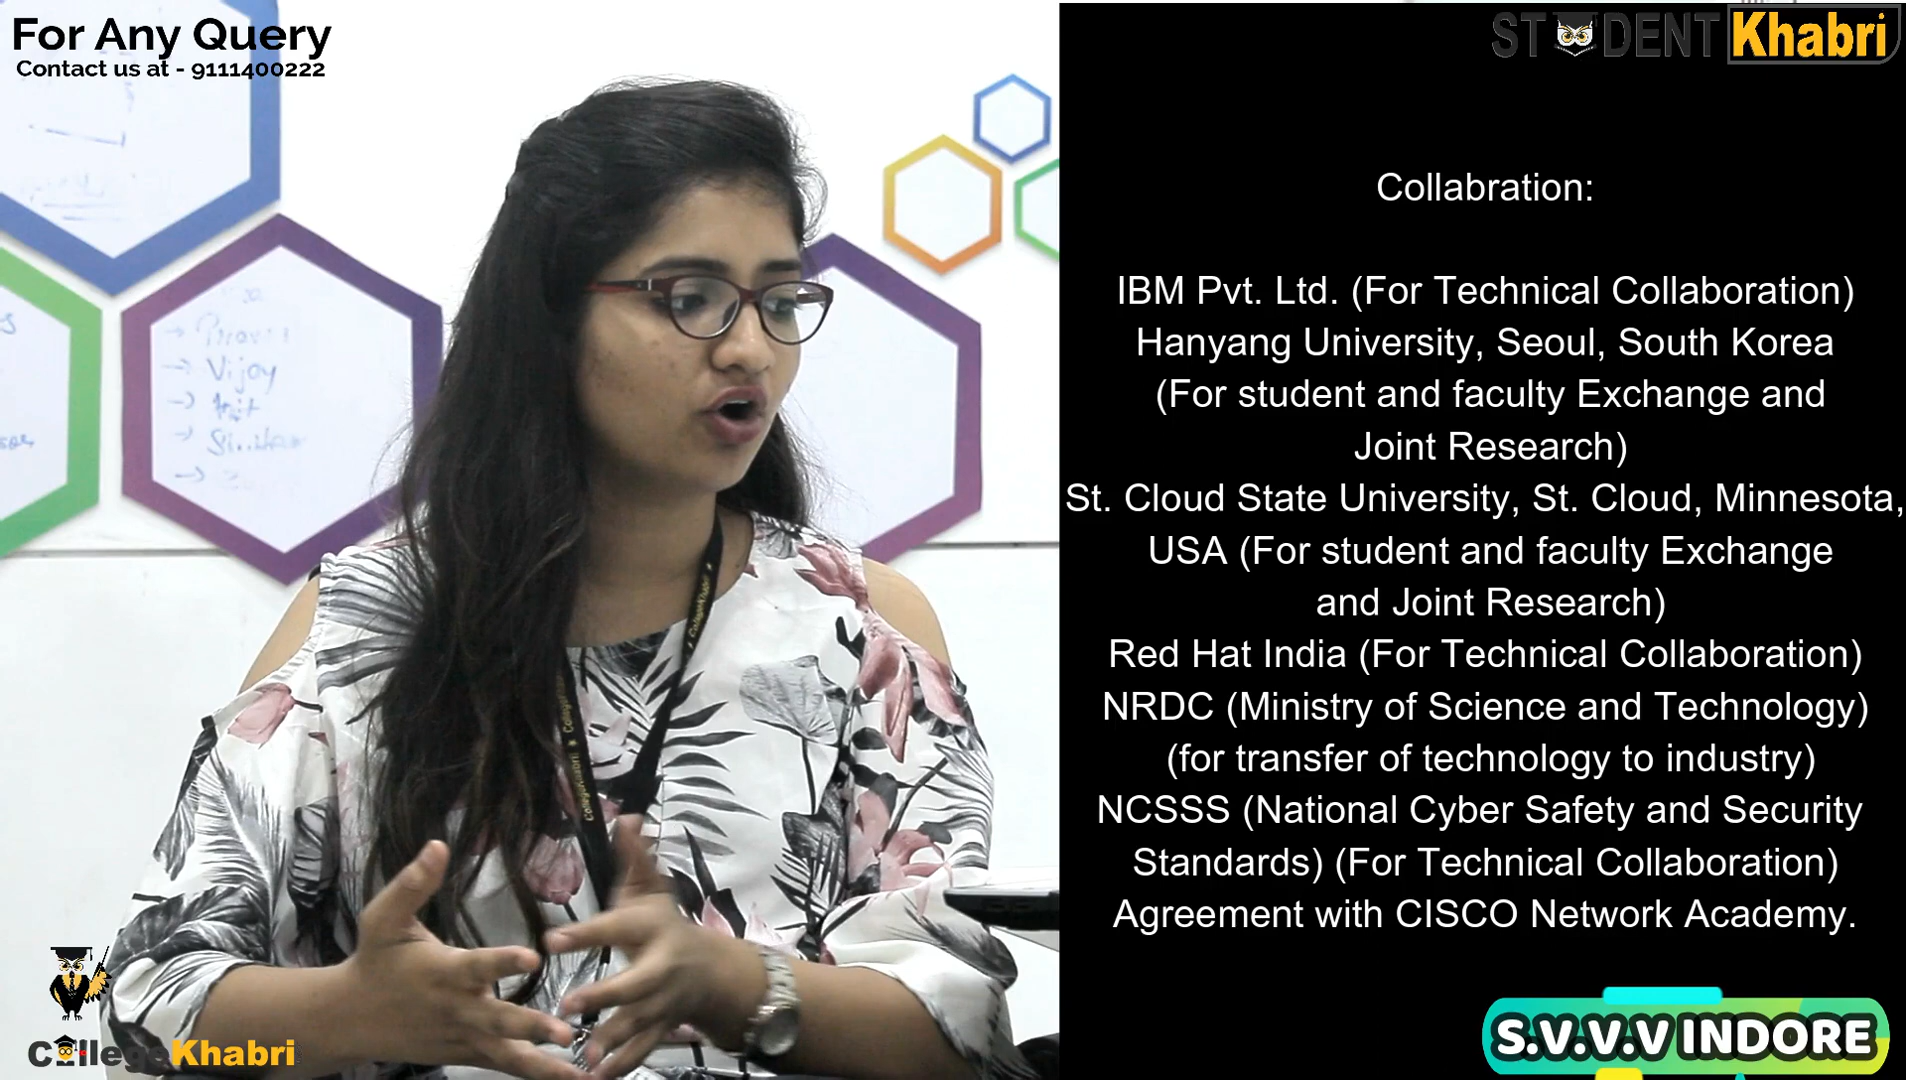 For Any Query
Contact us at - 9111400222
STUDENT Khabri
Vijay
Collabration:
IBM Pvt. Ltd. (For Technical Collaboration)
Hanyang University, Seoul, South Korea
(For student and faculty Exchange and
Joint Research)
St. Cloud State University, St. Cloud, Minnesota,
USA (For student and faculty Exchange
and Joint Research)
Red Hat India (For Technical Collaboration)
NRDC (Ministry of Science and Technology)
(for transfer of technology to industry)
NCSSS (National Cyber Safety and Security
Standards) (For Technical Collaboration)
Agreement with CISCO Network Academy.
CollegeKhabri
CollegeKhabri
CollegeKhabri
S.V.V.V INDORE